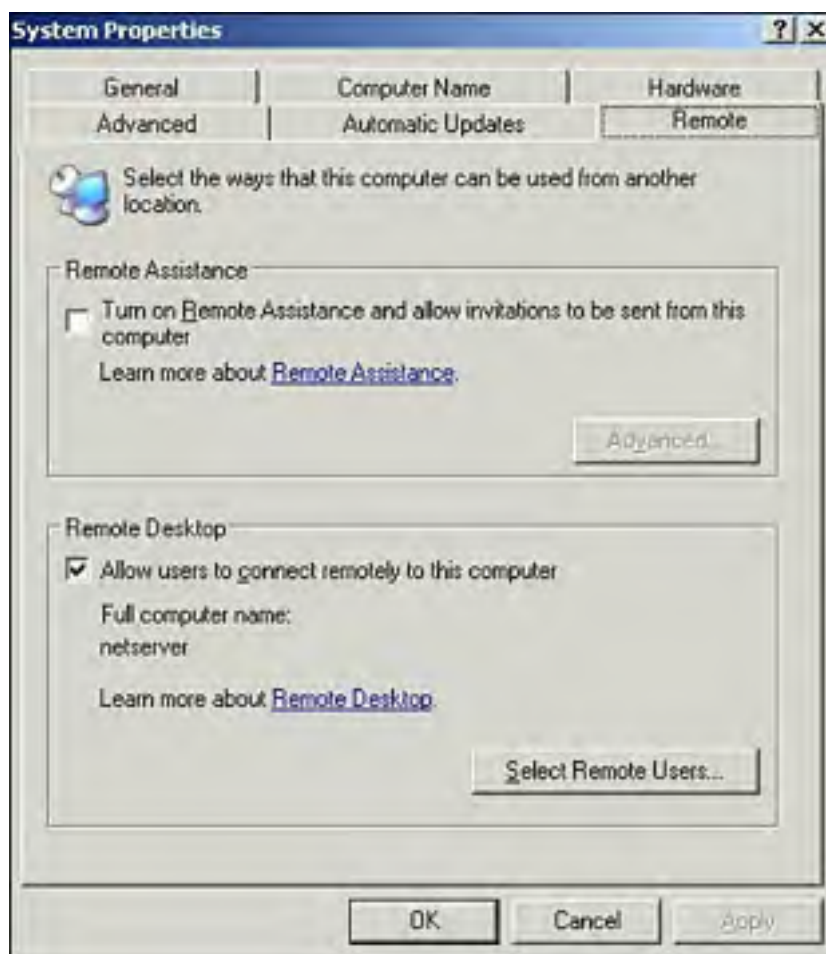 System Properties
General
Computer Name
Hardware
Advanced
Automatic Updates
Remote
Select the ways that this computer can be used from another
location.
Remote Assistance
Turn on Remote Assistance and allow invitations to be sent from this
computer
Learn more about Remote Assistance.
Advanced...
Remote Desktop
Allow users to connect remotely to this computer
Full computer name:
netserver
Learn more about Remote Desktop.
Select Remote Users...
OK
Cancel
Apply